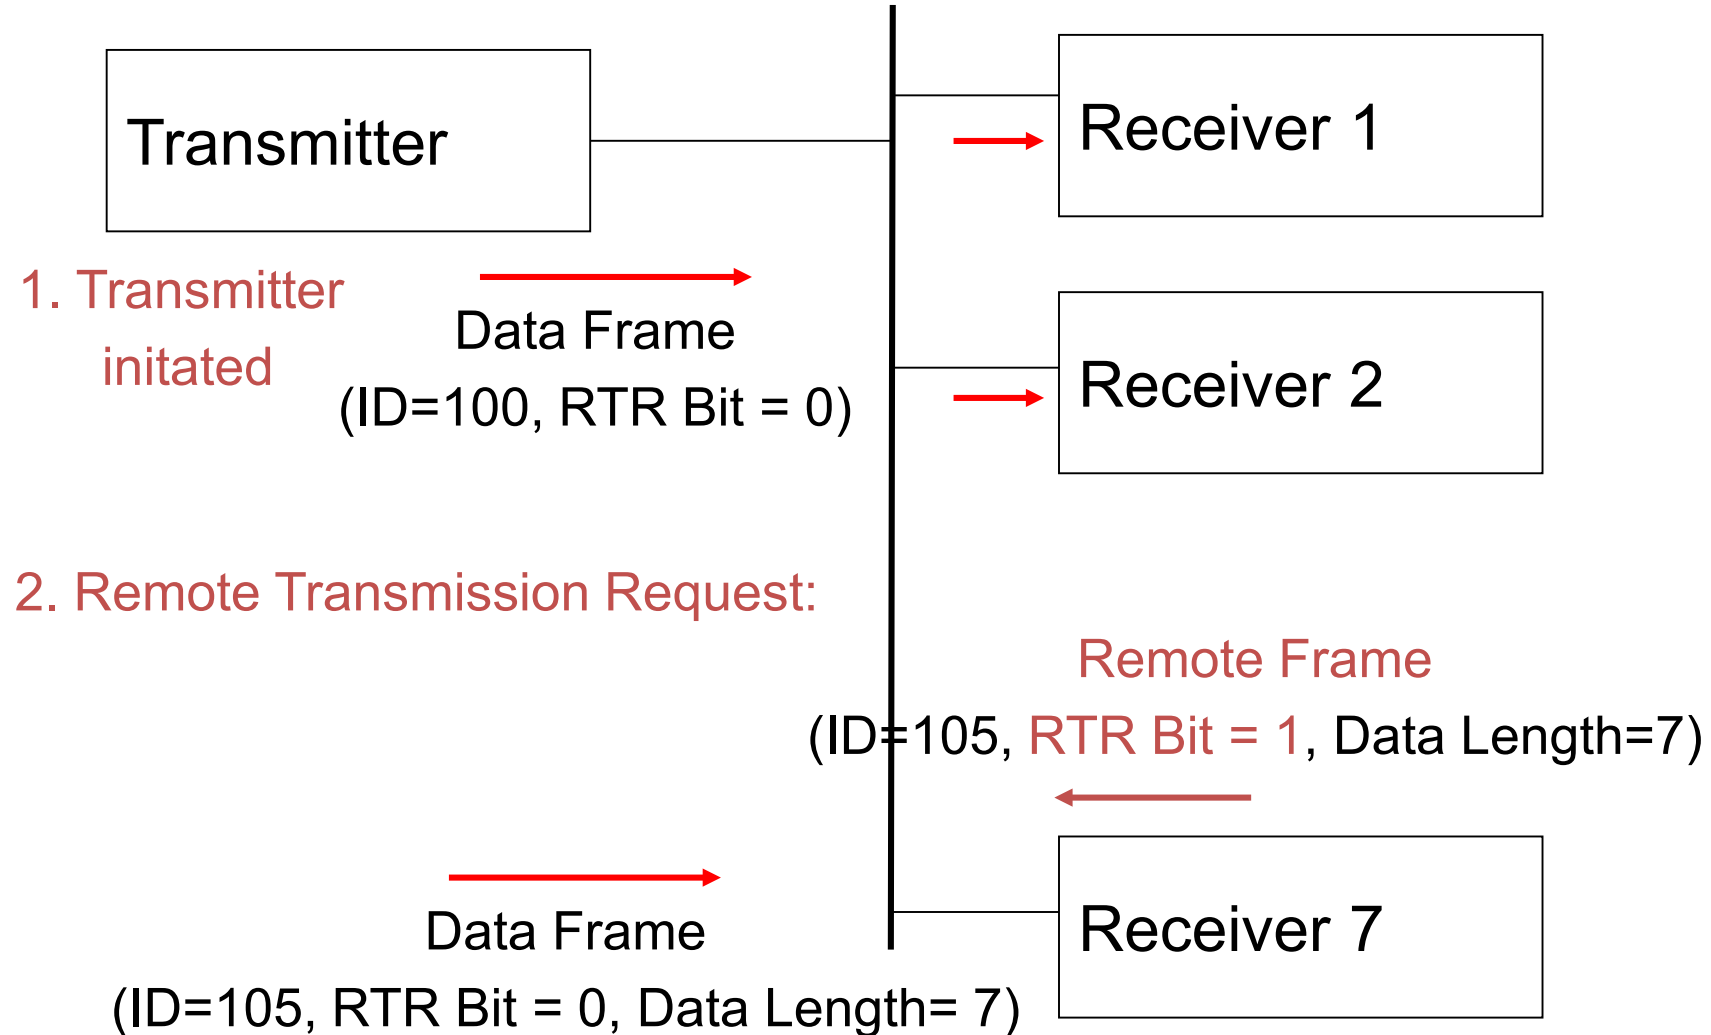 Transmitter
Receiver 1
1. Transmitter
initated
Data Frame
(ID=100, RTR Bit = 0)
Receiver 2
2. Remote Transmission Request:
Remote Frame
(ID=105, RTR Bit = 1, Data Length=7)
Receiver 7
Data Frame
(ID=105, RTR Bit = 0, Data Length= 7)